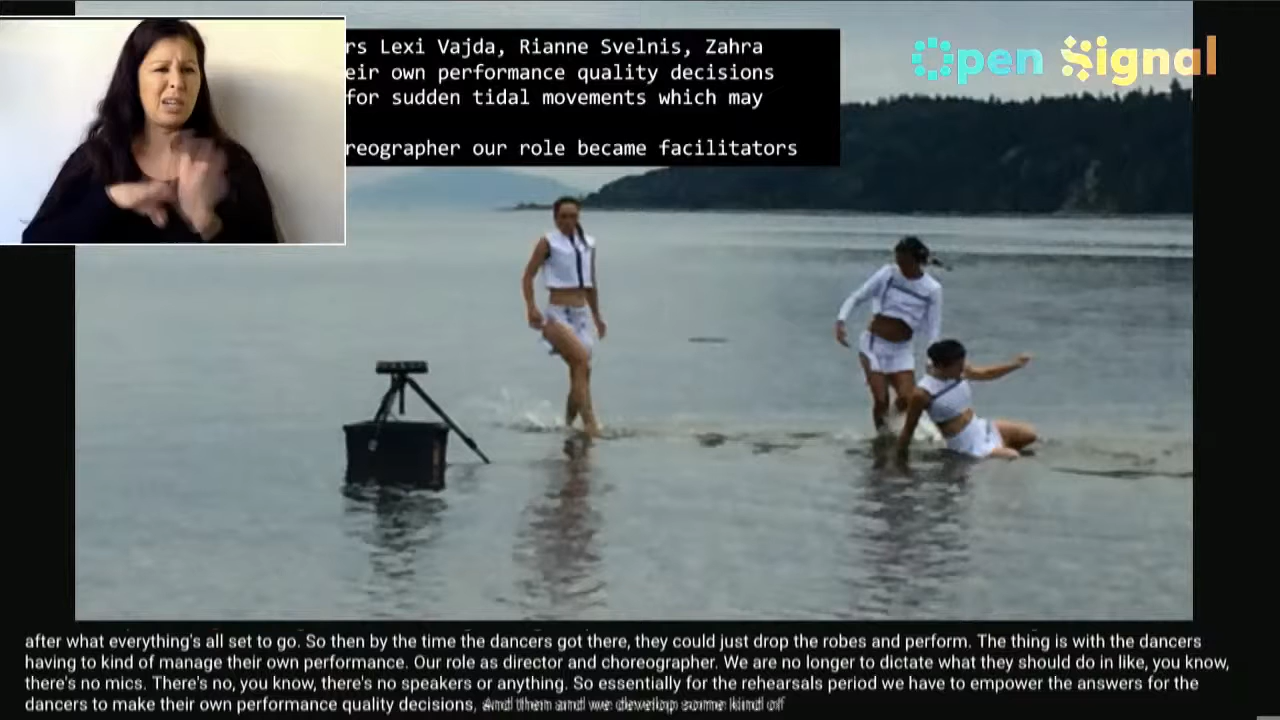 rs Lexi Vajda, Rianne Svelnis, Zahra
eir own performance quality decisions
for sudden tidal movements which may
reographer our role became facilitators
Open Signal
after what everything's all set to go. So then by the time the dancers got there, they could just drop the robes and perform. The thing is with the dancers
having to kind of manage their own performance. Our role as director and choreographer. We are no longer to dictate what they should do in like, you know,
there's no mics. There's no, you know, there's no speakers or anything. So essentially for the rehearsals period we have to empower the answers for the
dancers to make their own performance quality decisions,